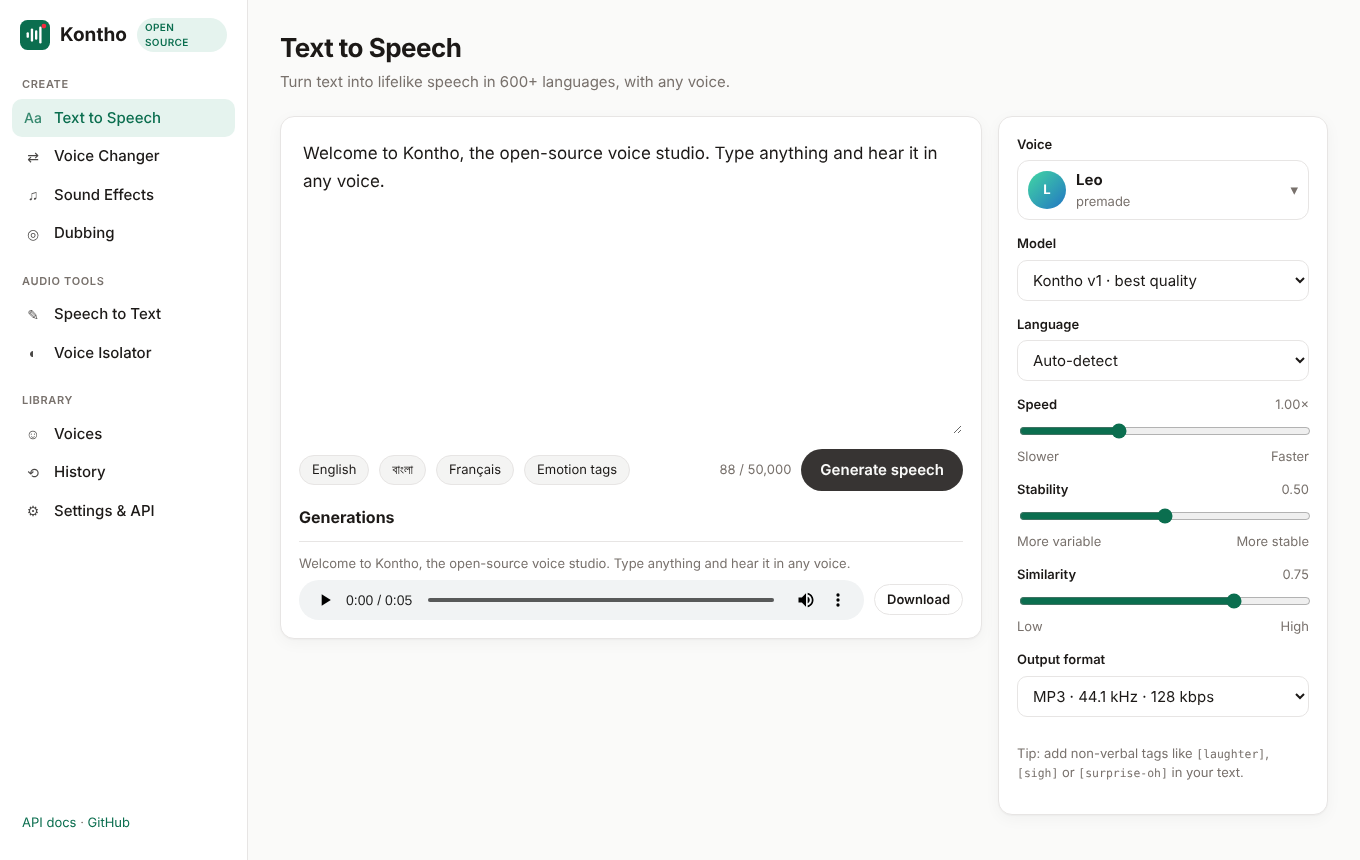 Kontho
OPEN
SOURCE
CREATE
Aa Text to Speech
Voice Changer
Sound Effects
Dubbing
AUDIO TOOLS
Speech to Text
Voice Isolator
LIBRARY
Voices
History
Settings & API
API docs · GitHub
Text to Speech
Turn text into lifelike speech in 600+ languages, with any voice.
Welcome to Kontho, the open-source voice studio. Type anything and hear it in
any voice.
English বাংলা Français Emotion tags 88 / 50,000 Generate speech
Generations
Welcome to Kontho, the open-source voice studio. Type anything and hear it in any voice.
0:00 / 0:05 Download
Voice
L Leo
premade
Model
Kontho v1 · best quality
Language
Auto-detect
Speed 1.00×
Slower Faster
Stability 0.50
More variable More stable
Similarity 0.75
Low High
Output format
MP3 · 44.1 kHz · 128 kbps
Tip: add non-verbal tags like [laughter],
[sigh] or [surprise-oh] in your text.